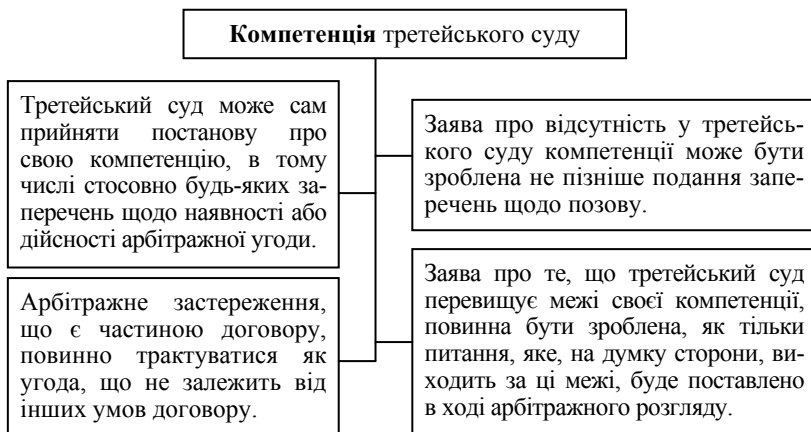 Компетенція третейського суду
Третейський суд може сам
прийняти постанову про
свою компетенцію, в тому
числі стосовно будь-яких за-
перечень щодо наявності або
дійсності арбітражної угоди.
Заява про відсутність у третейсь-
кого суду компетенції може бути
зроблена не пізніше подання запе-
речень щодо позову.
Арбітражне застереження,
що є частиною договору,
повинно трактуватися як
угода, що не залежить від
інших умов договору.
Заява про те, що третейський суд
перевищує межі своєї компетенції,
повинна бути зроблена, як тільки
питання, яке, на думку сторони, ви-
ходить за ці межі, буде поставлено
в ході арбітражного розгляду.